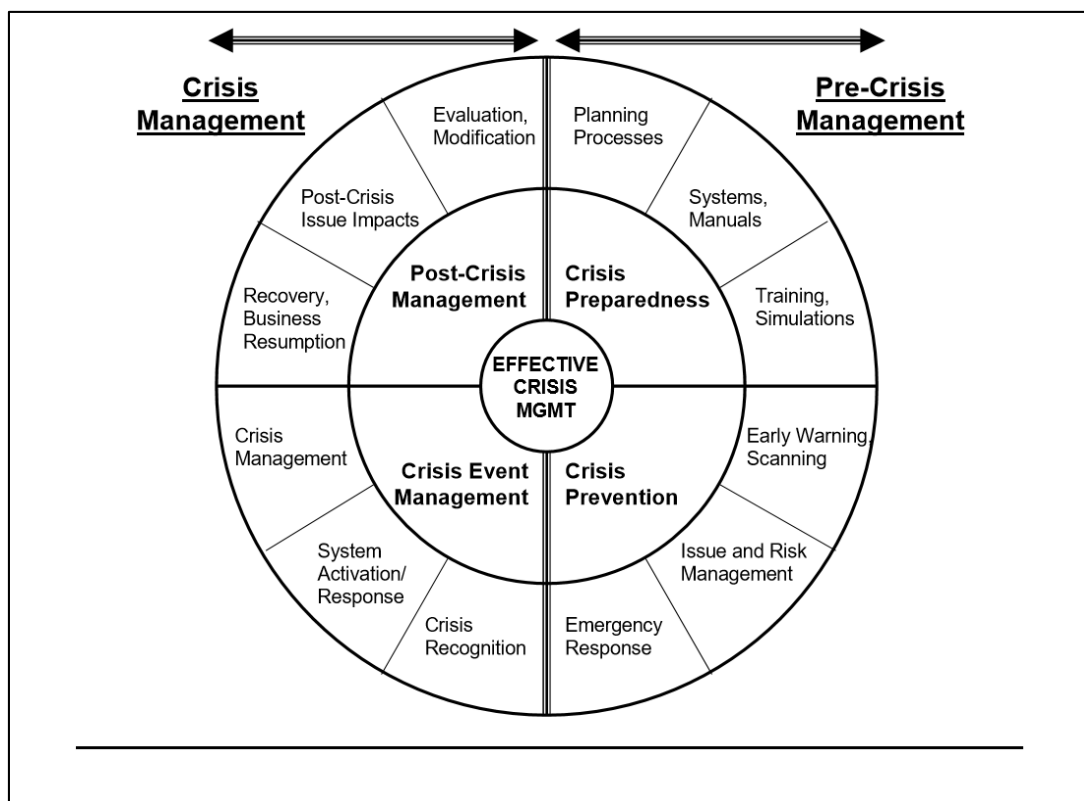 Crisis
Management
Pre-Crisis
Management
Evaluation,
Modification
Planning
Processes
Post-Crisis
Issue Impacts
Systems,
Manuals
Recovery,
Business
Resumption
Training,
Simulations
Post-Crisis
Management
Crisis
Preparedness
EFFECTIVE
CRISIS
MGMT
Crisis Event
Management
Crisis
Prevention
Crisis
Management
Early Warning,
Scanning
System
Activation/
Response
Issue and Risk
Management
Crisis
Recognition
Emergency
Response